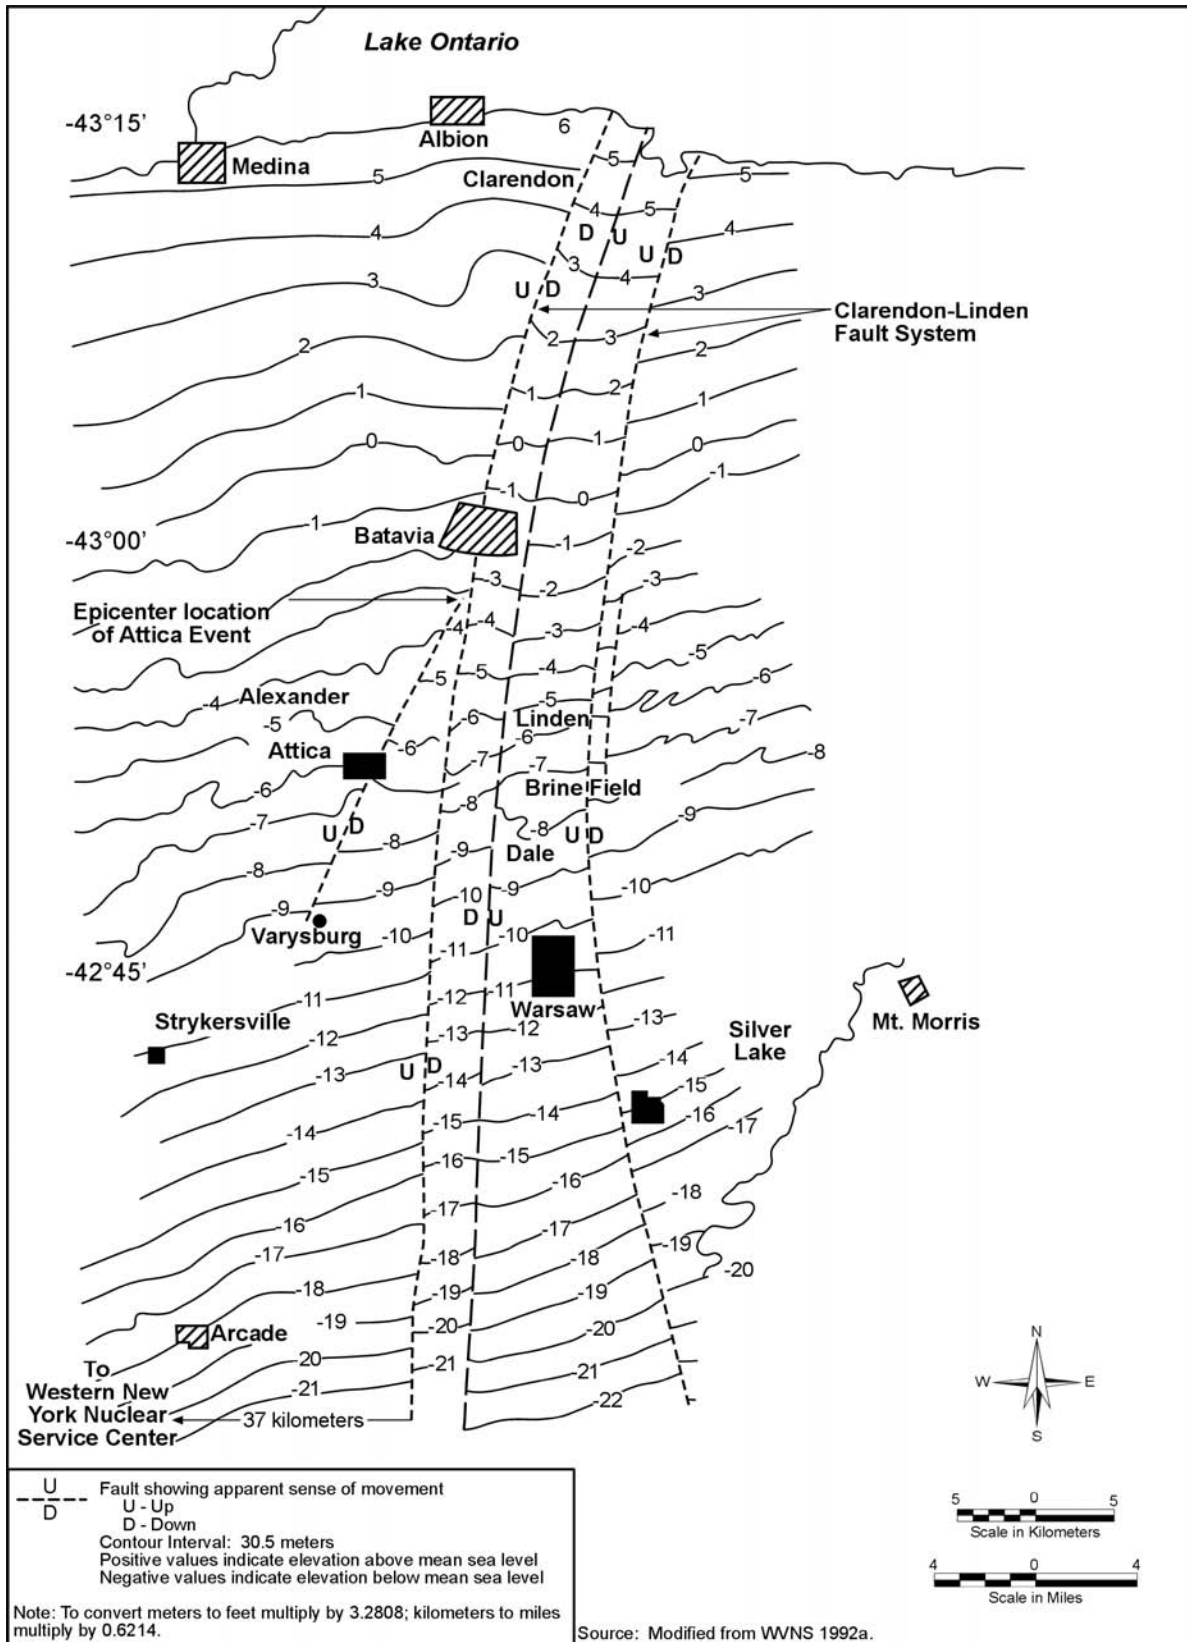 Lake Ontario
-43°15'
6
Albion
Medina
5
Clarendon
5
5
4
5
4
4
D U
U D
3
4
3
U D
3
Clarendon-Linden
Fault System
2
2
3
2
1
1
2
1
0
0
1
0
-1
-1
0
-1
Batavia
-43°00'
-1
-2
-3
-2
-3
Epicenter location
of Attica Event
-4
-4
-3
-4
-5
-5
-4
-5
-6
Alexander
-4
-5
-5
Linden
-6
-6
-7
Attica
-6
-7
-7
-8
-6
Brine Field
-8
-7
U D
-8
U D
-9
-8
-9
Dale
-8
-9
-10
-9
-10
-9
D U
Varysburg
-10
-11
-10
-11
-42°45'
-11
-12
-11
Warsaw
Mt. Morris
Strykersville
-12
-13
-12
-13
Silver
Lake
-13
U D
-14
-13
-14
-15
-14
-15
-14
-16
-17
-15
-16
-15
-16
-18
-16
-17
-17
-17
-18
-18
-19
-20
-18
-19
-19
-19
-20
-20
Arcade
20
-21
-21
-21
-22
To
Western New
York Nuclear
Service Center
37 kilometers
N
W E
S
U
D
Fault showing apparent sense of movement
U - Up
D - Down
Contour Interval: 30.5 meters
Positive values indicate elevation above mean sea level
Negative values indicate elevation below mean sea level
Note: To convert meters to feet multiply by 3.2808; kilometers to miles
multiply by 0.6214.
5 0 5
Scale in Kilometers
4 0 4
Scale in Miles
Source: Modified from WVNS 1992a.